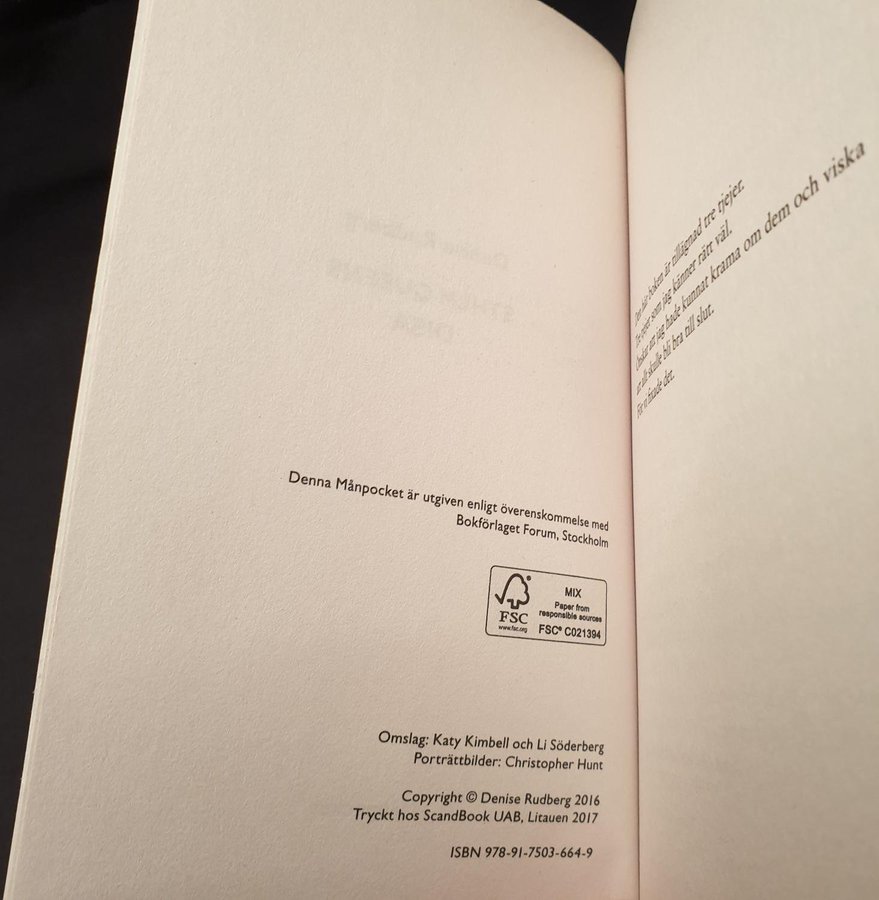 Denna Månpocket är utgiven enligt överenskommelse med
Bokförlaget Forum, Stockholm
FSC
www.fsc.org
MIX
Paper from
responsible sources
FSC® C021394
Omslag: Katy Kimbell och Li Söderberg
Porträttbilder: Christopher Hunt
Copyright © Denise Rudberg 2016
Tryckt hos ScandBook UAB, Litauen 2017
ISBN 978-91-7503-664-9
Den här boken är tillägnad tre tjejer.
Tre tjejer som jag känner rätt väl.
Önskar att jag hade kunnat krama om dem och viska
att allt skulle bli bra till slut.
För vi fixade det.